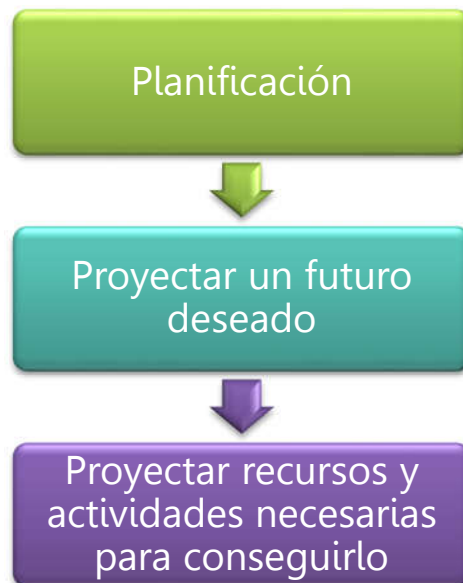 Planificación
Proyectar un futuro
deseado
Proyectar recursos y
actividades necesarias
para conseguirlo